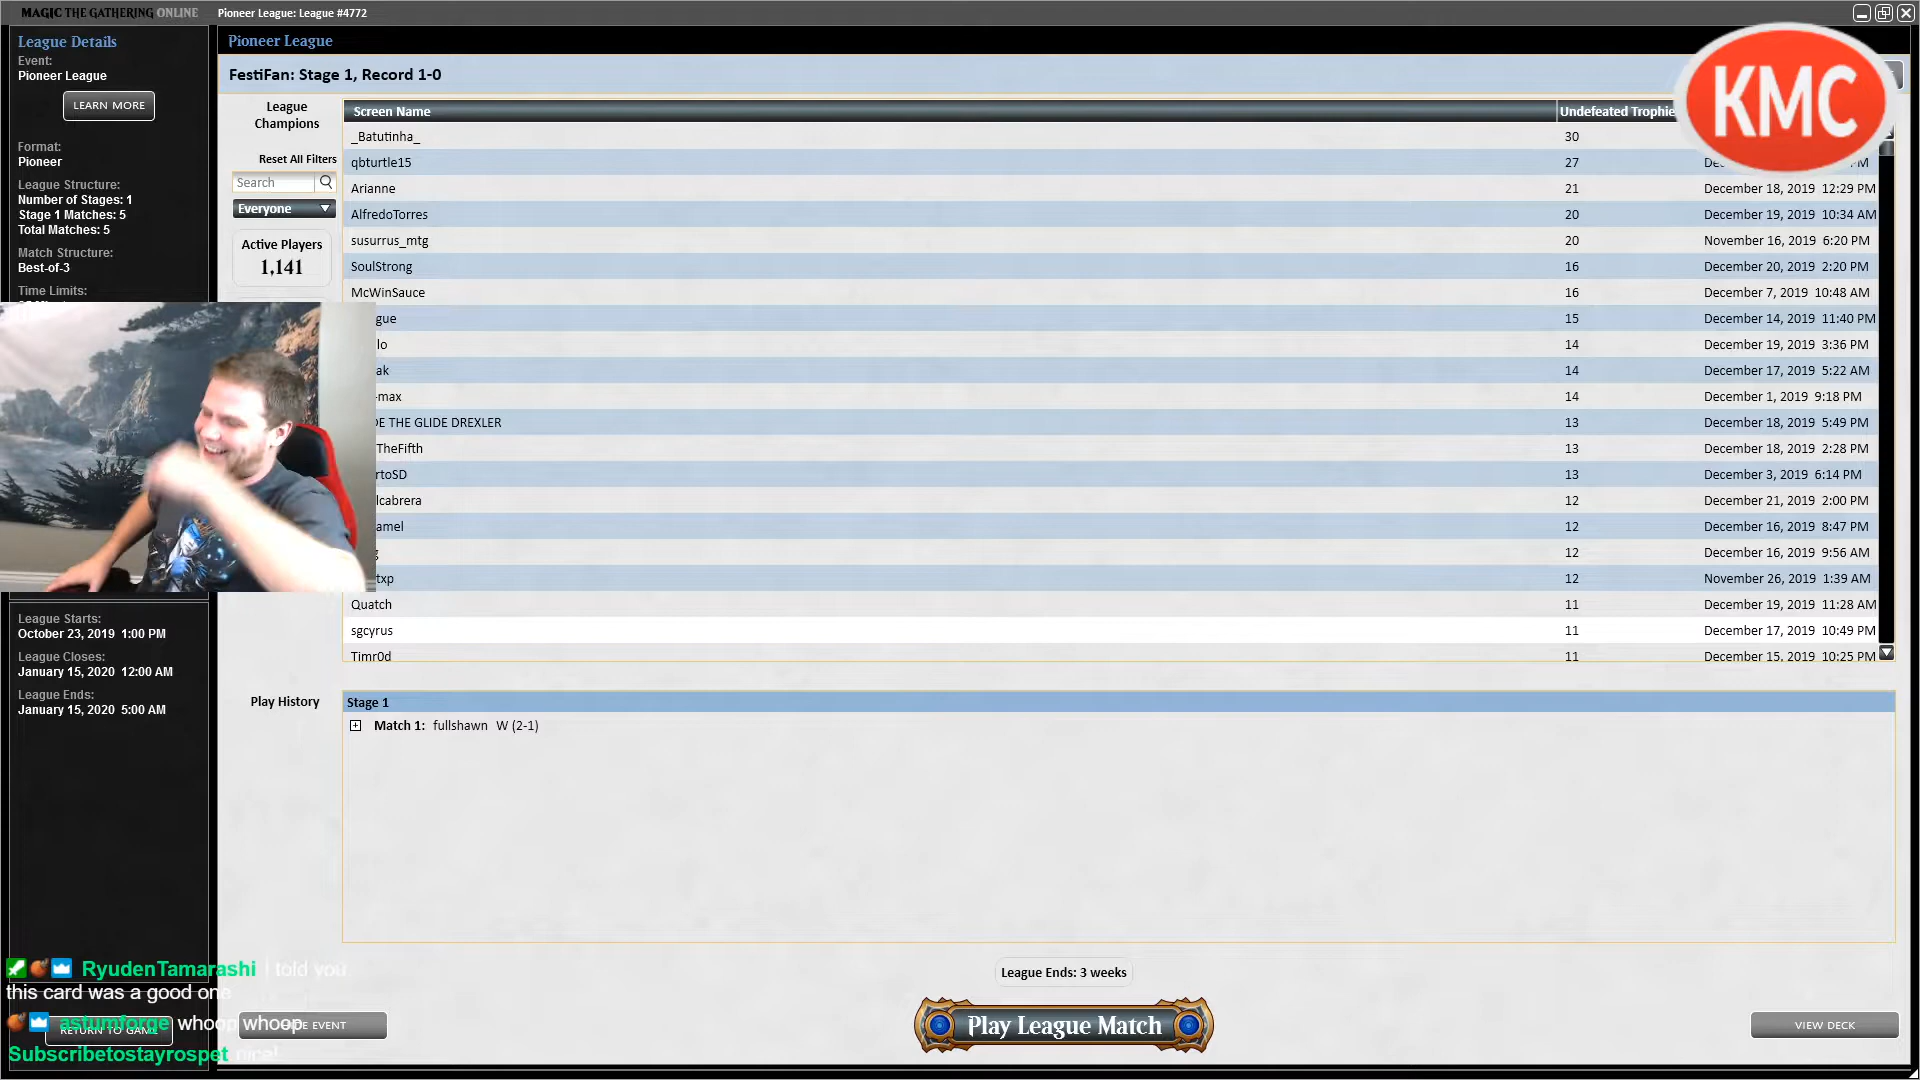 MAGIC THE GATHERING ONLINE
Pioneer League: League #4772
League Details
Event:
Pioneer League
LEARN MORE
Format:
Pioneer
League Structure:
Number of Stages: 1
Stage 1 Matches: 5
Total Matches: 5
Match Structure:
Best-of-3
Time Limits:
League Starts:
October 23, 2019 1:00 PM
League Closes:
January 15, 2020 12:00 AM
League Ends:
January 15, 2020 5:00 AM
Pioneer League
FestiFan: Stage 1, Record 1-0
KMC
League
Champions
Reset All Filters
Search
Everyone
Active Players
1,141
Screen Name Undefeated Trophie
_Batutinha_ 30
qbturtle15 27 De PM
Arianne 21 December 18, 2019 12:29 PM
AlfredoTorres 20 December 19, 2019 10:34 AM
susurrus_mtg 20 November 16, 2019 6:20 PM
SoulStrong 16 December 20, 2019 2:20 PM
McWinSauce 16 December 7, 2019 10:48 AM
gue 15 December 14, 2019 11:40 PM
lo 14 December 19, 2019 3:36 PM
ak 14 December 17, 2019 5:22 AM
-max 14 December 1, 2019 9:18 PM
DE THE GLIDE DREXLER 13 December 18, 2019 5:49 PM
TheFifth 13 December 18, 2019 2:28 PM
rtoSD 13 December 3, 2019 6:14 PM
lcabrera 12 December 21, 2019 2:00 PM
amel 12 December 16, 2019 8:47 PM
g 12 December 16, 2019 9:56 AM
txp 12 November 26, 2019 1:39 AM
Quatch 11 December 19, 2019 11:28 AM
sgcyrus 11 December 17, 2019 10:49 PM
Timr0d 11 December 15, 2019 10:25 PM
Play History
Stage 1
Match 1: fullshawn W (2-1)
League Ends: 3 weeks
Play League Match
VIEW DECK
EVENT
RETURN TO GAME
RyudenTamarashi I told you
this card was a good one
astumforge whoop whoop
Subscribetostayrospet nice!